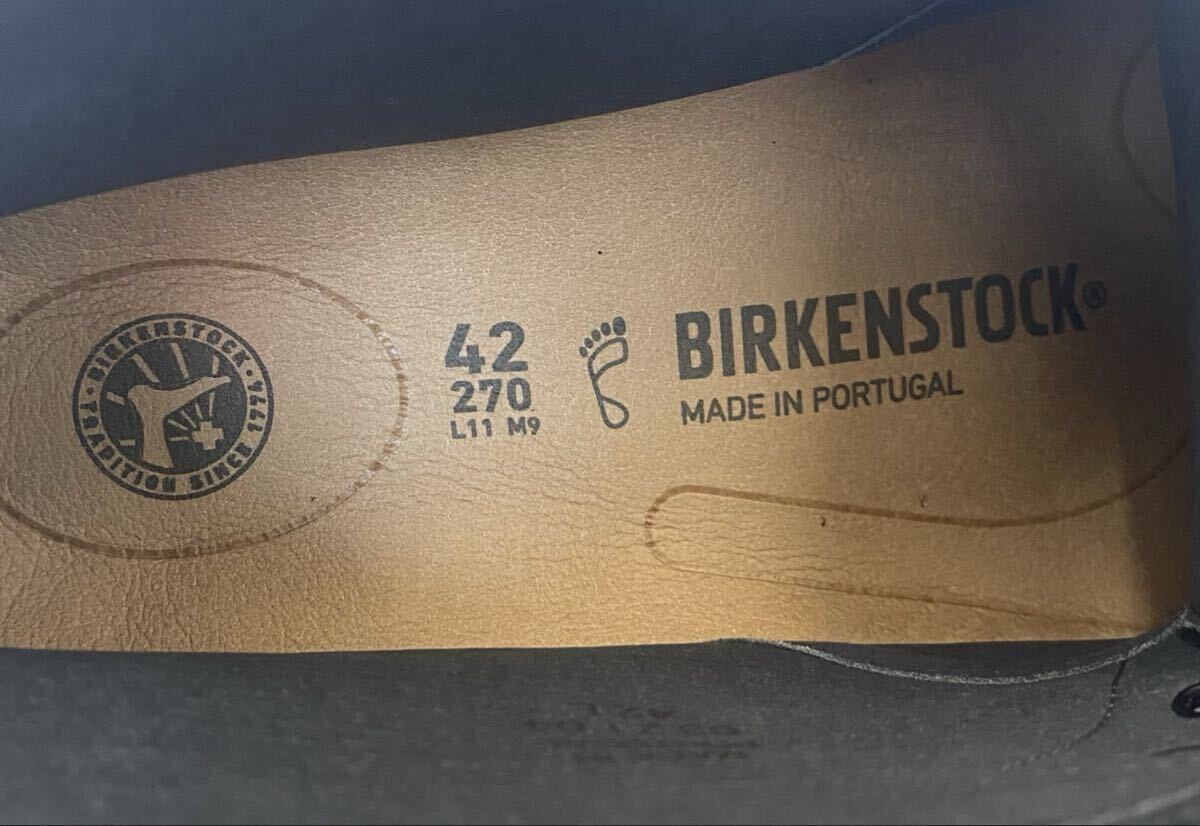 BIRKENSTOCK
TRADITION SINCE 1774
42
270
L11 M9
BIRKENSTOCK®
MADE IN PORTUGAL